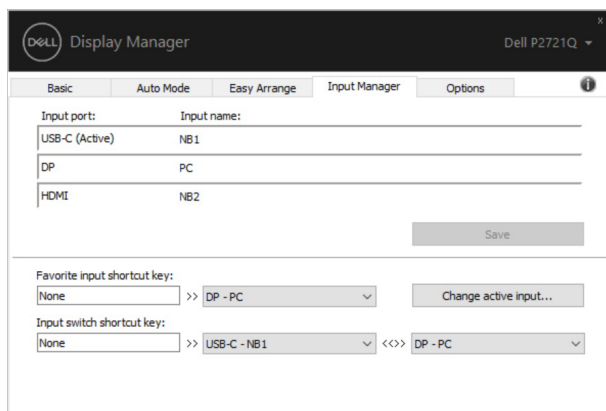 x
DELL Display Manager Dell P2721Q
Basic Auto Mode Easy Arrange Input Manager Options i
Input port: Input name:
USB-C (Active) NB1
DP PC
HDMI NB2
Save
Favorite input shortcut key:
None >> DP - PC Change active input...
Input switch shortcut key:
None >> USB-C - NB1 <<>> DP - PC